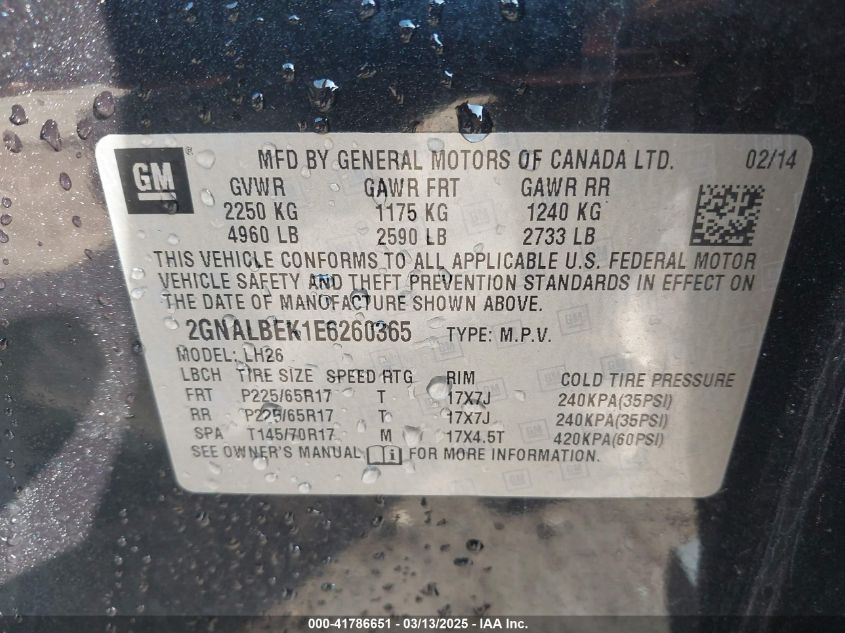 GM ® MFD BY GENERAL MOTORS OF CANADA LTD. 02/14
GVWR GAWR FRT GAWR RR
2250 KG 1175 KG 1240 KG
4960 LB 2590 LB 2733 LB
THIS VEHICLE CONFORMS TO ALL APPLICABLE U.S. FEDERAL MOTOR
VEHICLE SAFETY AND THEFT PREVENTION STANDARDS IN EFFECT ON
THE DATE OF MANUFACTURE SHOWN ABOVE.
2GNALBEK1E6260365 TYPE: M.P.V.
MODEL: LH26
LBCH TIRE SIZE SPEED RTG RIM COLD TIRE PRESSURE
FRT P225/65R17 T 17X7J 240KPA(35PSI)
RR P225/65R17 T 17X7J 240KPA(35PSI)
SPA T145/70R17 M 17X4.5T 420KPA(60PSI)
SEE OWNER'S MANUAL i FOR MORE INFORMATION.
000-41786651 / 03/13/2025 - IAA Inc.